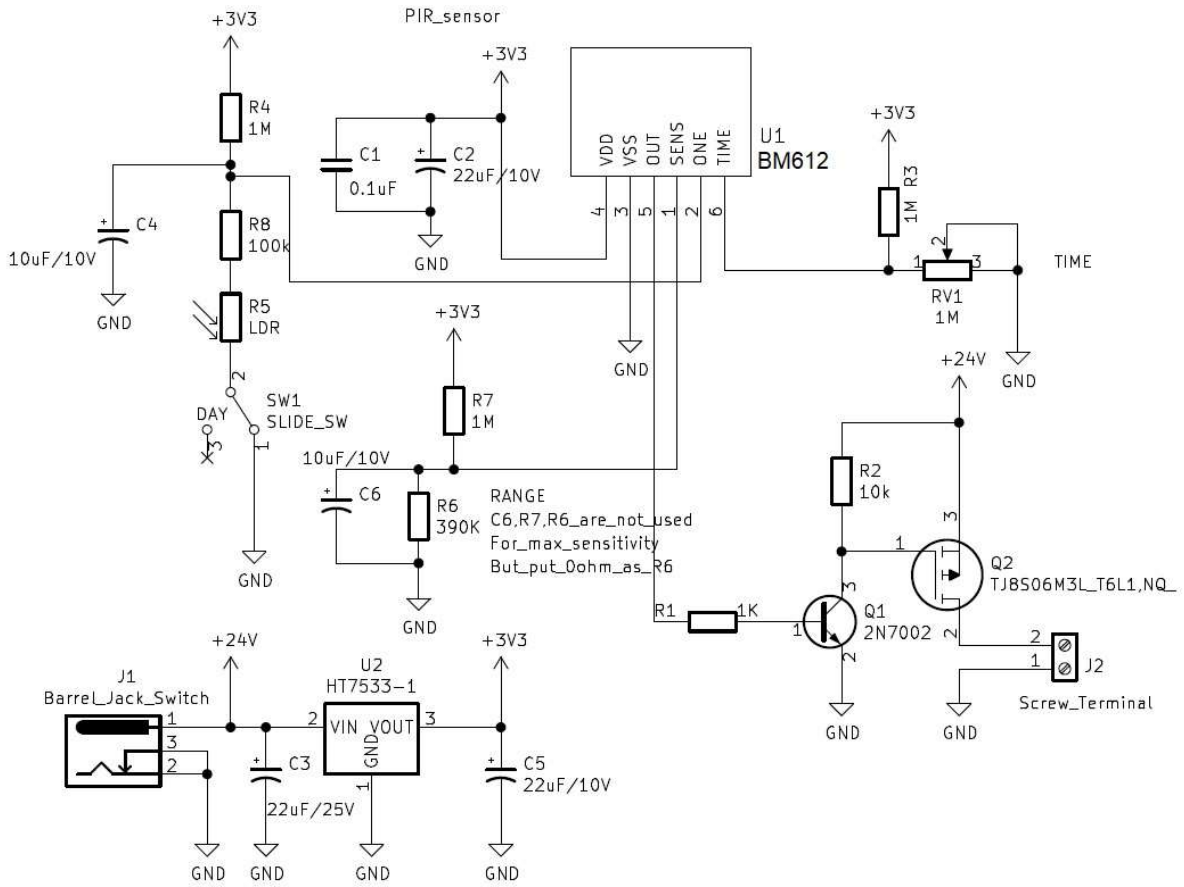 PIR_sensor
+3V3
R4
1M
C4
10uF/10V
GND
R8
100k
R5
LDR
2
DAY
3
1
SW1
SLIDE_SW
GND
+3V3
C1
0.1uF
C2
22uF/10V
GND
VDD
VSS
OUT
SENS
ONE
TIME
U1
BM612
4
3
5
1
2
6
GND
+3V3
R3
1M
2
1
3
RV1
1M
TIME
GND
+3V3
R7
1M
10uF/10V
C6
R6
390K
GND
RANGE
C6,R7,R6_are_not_used
For_max_sensitivity
But_put_0ohm_as_R6
+24V
R2
10k
3
1
Q2
TJ8S06M3L_T6L1,NQ_
2
R1
1K
3
1
Q1
2N7002
2
GND
2
1
J2
Screw_Terminal
GND
J1
Barrel_Jack_Switch
1
3
2
GND
+24V
C3
22uF/25V
GND
U2
HT7533-1
2
VIN VOUT
3
GND
1
GND
+3V3
C5
22uF/10V
GND